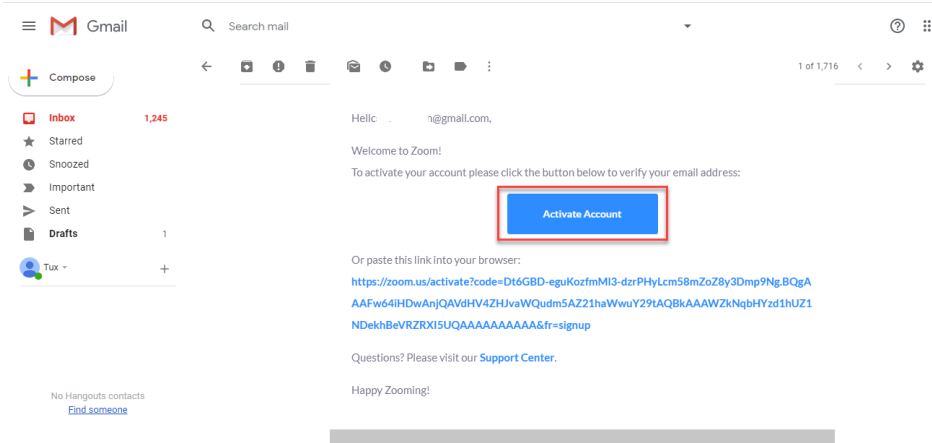 Gmail
Search mail
Compose
1 of 1,716
Inbox 1,245
Starred
Snoozed
Important
Sent
Drafts 1
Tux
No Hangouts contacts
Find someone
@gmail.com,
Welcome to Zoom!
To activate your account please click the button below to verify your email address:
Activate Account
Or paste this link into your browser:
https://zoom.us/activate?code=Dt6GBD-eguKozfmMI3-dzrPHyLcm58mZoZ8y3Dmp9Ng.BQgA
AAFw64iHDwAnjQAVdHV4ZHJvaWQudm5AZ21haWwuY29tAQBkAAAWZkNqbHYzd1hUZ1
NDekhBeVRZRXI5UQAAAAAAAAAA&fr=signup
Questions? Please visit our Support Center.
Happy Zooming!